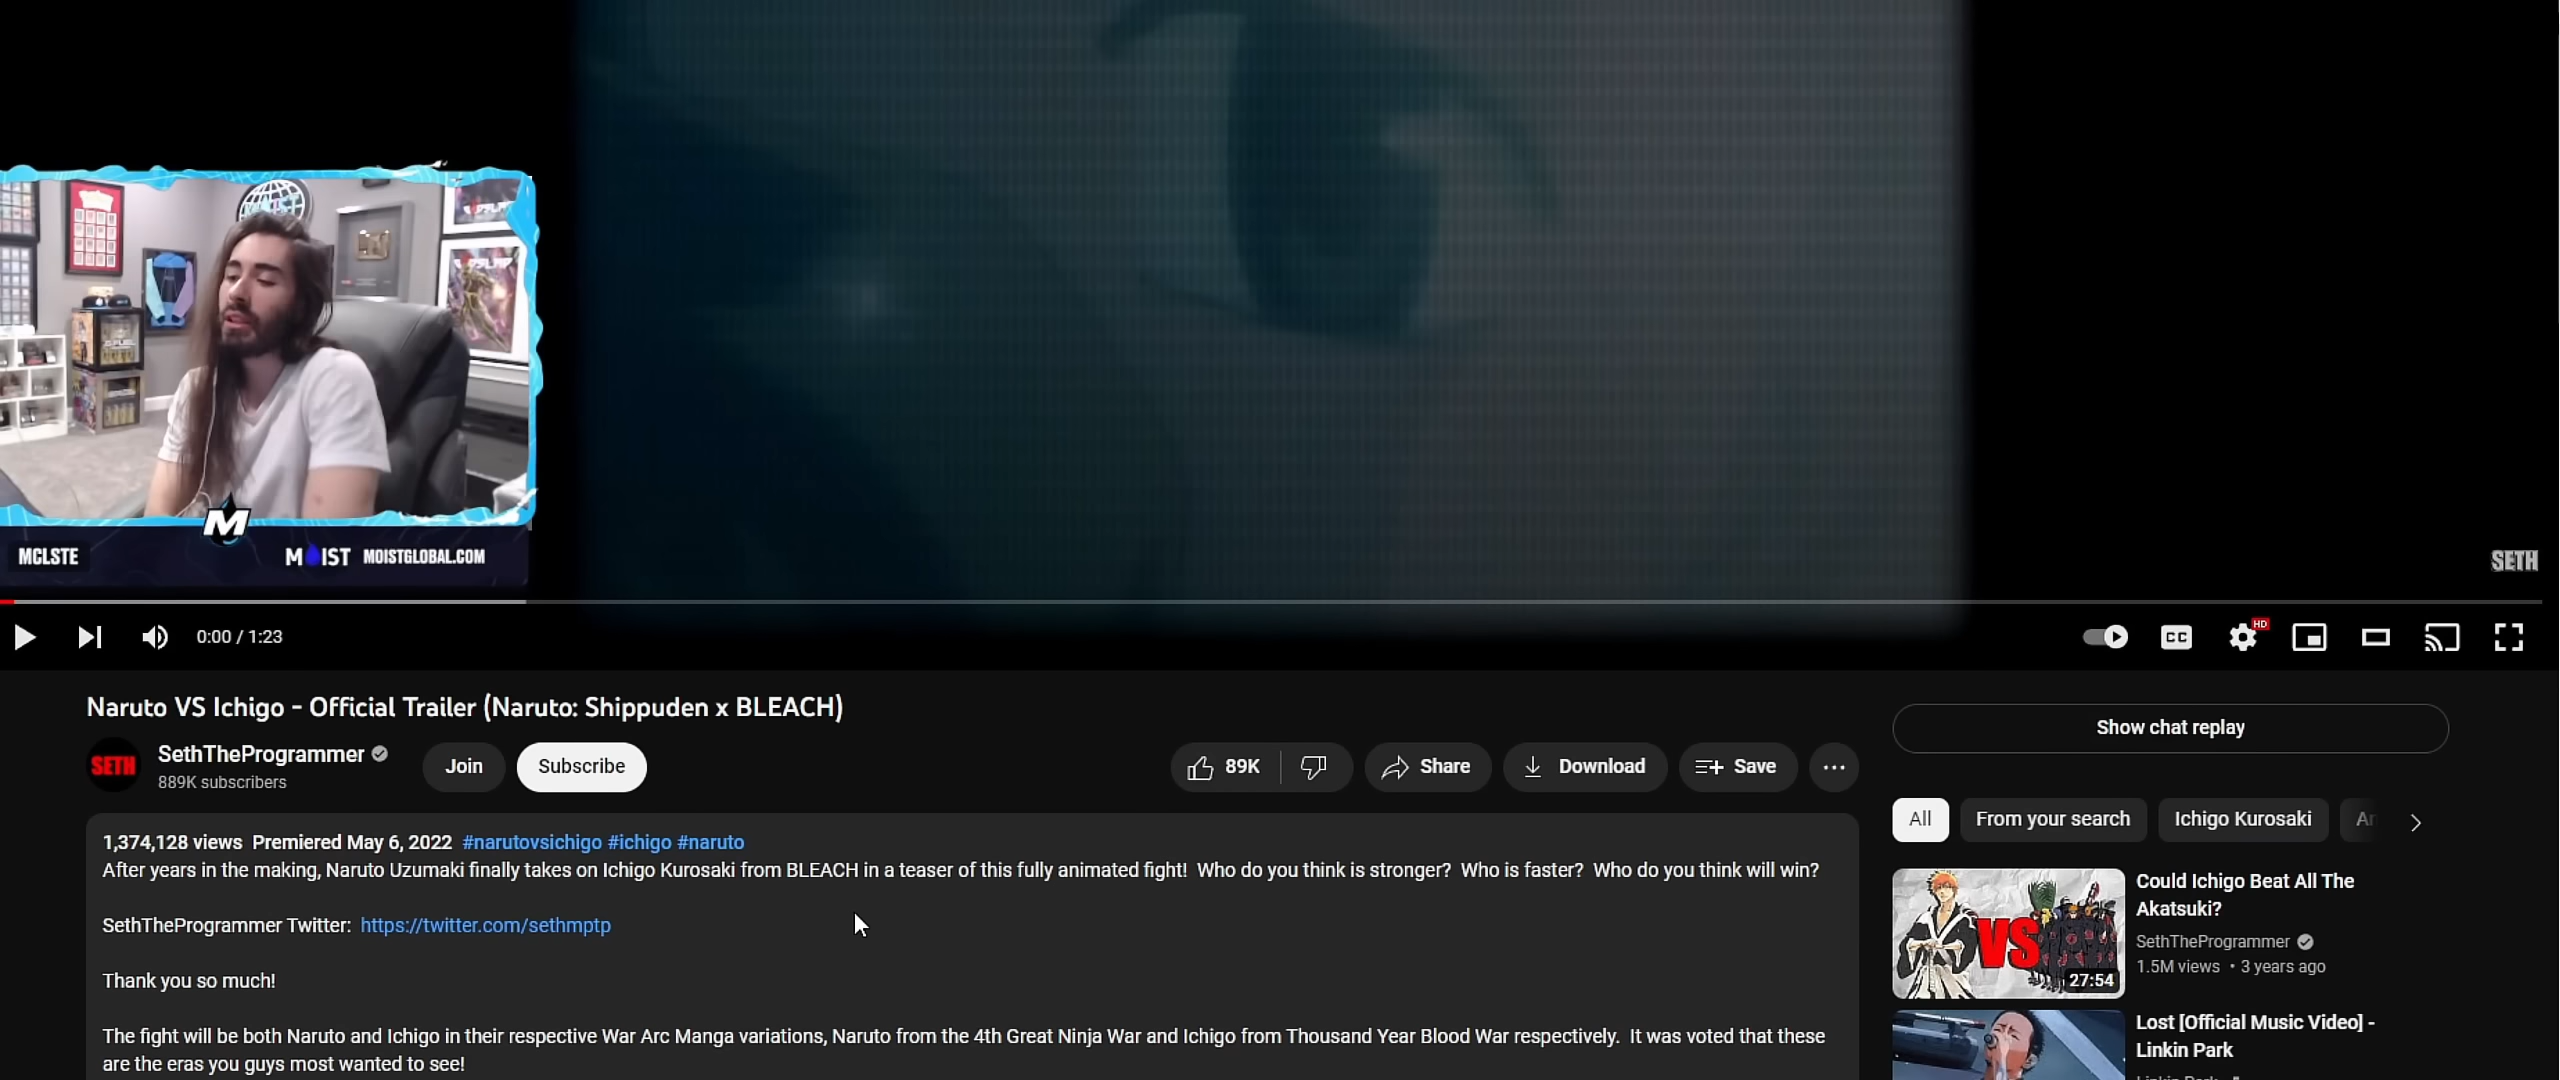 MCLSTE
M IST MOISTGLOBAL.COM
SETH
0:00 / 1:23
CC
HD
Naruto VS Ichigo - Official Trailer (Naruto: Shippuden x BLEACH)
SETH
SethTheProgrammer
889K subscribers
Join
Subscribe
89K
Share
Download
Save
Show chat replay
1,374,128 views Premiered May 6, 2022 #narutovsichigo #ichigo #naruto
After years in the making, Naruto Uzumaki finally takes on Ichigo Kurosaki from BLEACH in a teaser of this fully animated fight! Who do you think is stronger? Who is faster? Who do you think will win?
SethTheProgrammer Twitter: https://twitter.com/sethmptp
Thank you so much!
The fight will be both Naruto and Ichigo in their respective War Arc Manga variations, Naruto from the 4th Great Ninja War and Ichigo from Thousand Year Blood War respectively. It was voted that these
are the eras you guys most wanted to see!
All
From your search
Ichigo Kurosaki
VS
27:54
Could Ichigo Beat All The
Akatsuki?
SethTheProgrammer
1.5M views • 3 years ago
Lost [Official Music Video] -
Linkin Park